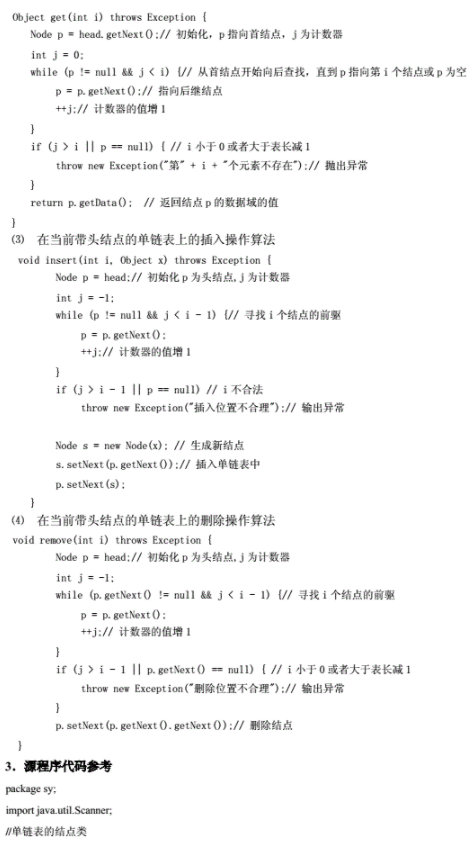 Object get(int i) throws Exception {
Node p = head.getNext();// 初始化，p 指向首结点，j 为计数器
int j = 0;
while (p != null && j < i) {// 从首结点开始向后查找，直到 p 指向第 i 个结点或 p 为空
p = p.getNext();// 指向后继结点
++j;// 计数器的值增 1
}
if (j > i || p == null) { // i 小于 0 或者大于表长减 1
throw new Exception("第" + i + "个元素不存在");// 抛出异常
}
return p.getData(); // 返回结点 p 的数据域的值
}
⑶ 在当前带头结点的单链表上的插入操作算法
void insert(int i, Object x) throws Exception {
Node p = head;// 初始化 p 为头结点,j 为计数器
int j = -1;
while (p != null && j < i - 1) {// 寻找 i 个结点的前驱
p = p.getNext();
++j;// 计数器的值增 1
}
if (j > i - 1 || p == null) // i 不合法
throw new Exception("插入位置不合理");// 输出异常
Node s = new Node(x); // 生成新结点
s.setNext(p.getNext());// 插入单链表中
p.setNext(s);
}
⑷ 在当前带头结点的单链表上的删除操作算法
void remove(int i) throws Exception {
Node p = head;// 初始化 p 为头结点,j 为计数器
int j = -1;
while (p.getNext() != null && j < i - 1) {// 寻找 i 个结点的前驱
p = p.getNext();
++j;// 计数器的值增 1
}
if (j > i - 1 || p.getNext() == null) { // i 小于 0 或者大于表长减 1
throw new Exception("删除位置不合理");// 输出异常
}
p.setNext(p.getNext().getNext());// 删除结点
}
3．源程序代码参考
package sy;
import java.util.Scanner;
//单链表的结点类